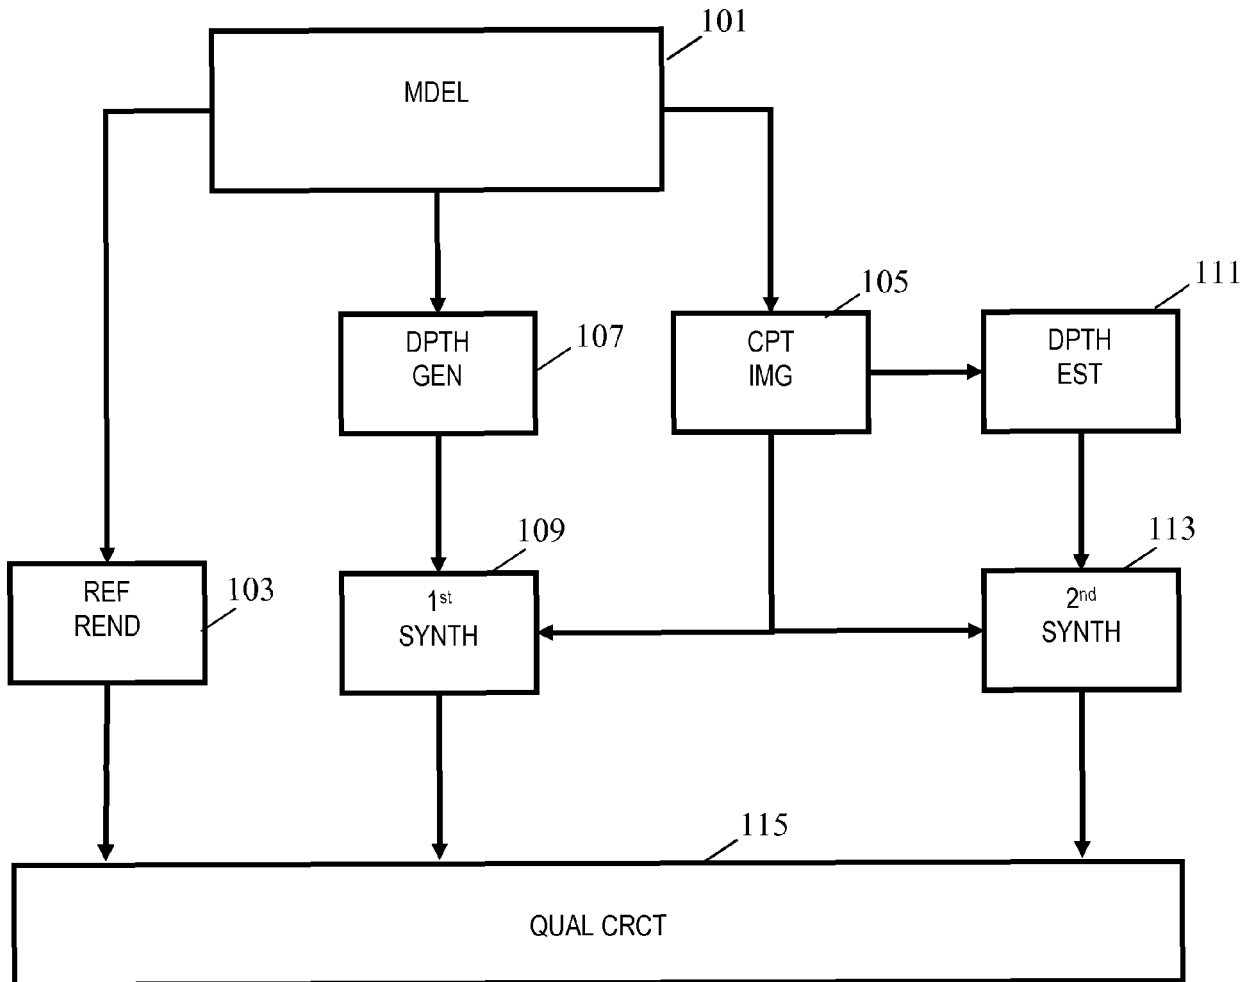 101
MDEL
105
111
DPTH
GEN
107
CPT
IMG
DPTH
EST
109
113
REF
REND
103
1st
SYNTH
2nd
SYNTH
115
QUAL CRCT